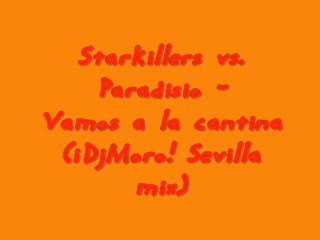 Starkillers vs.
Paradisio -
Vamos a la cantina
(¡DjMoro! Sevilla
mix)